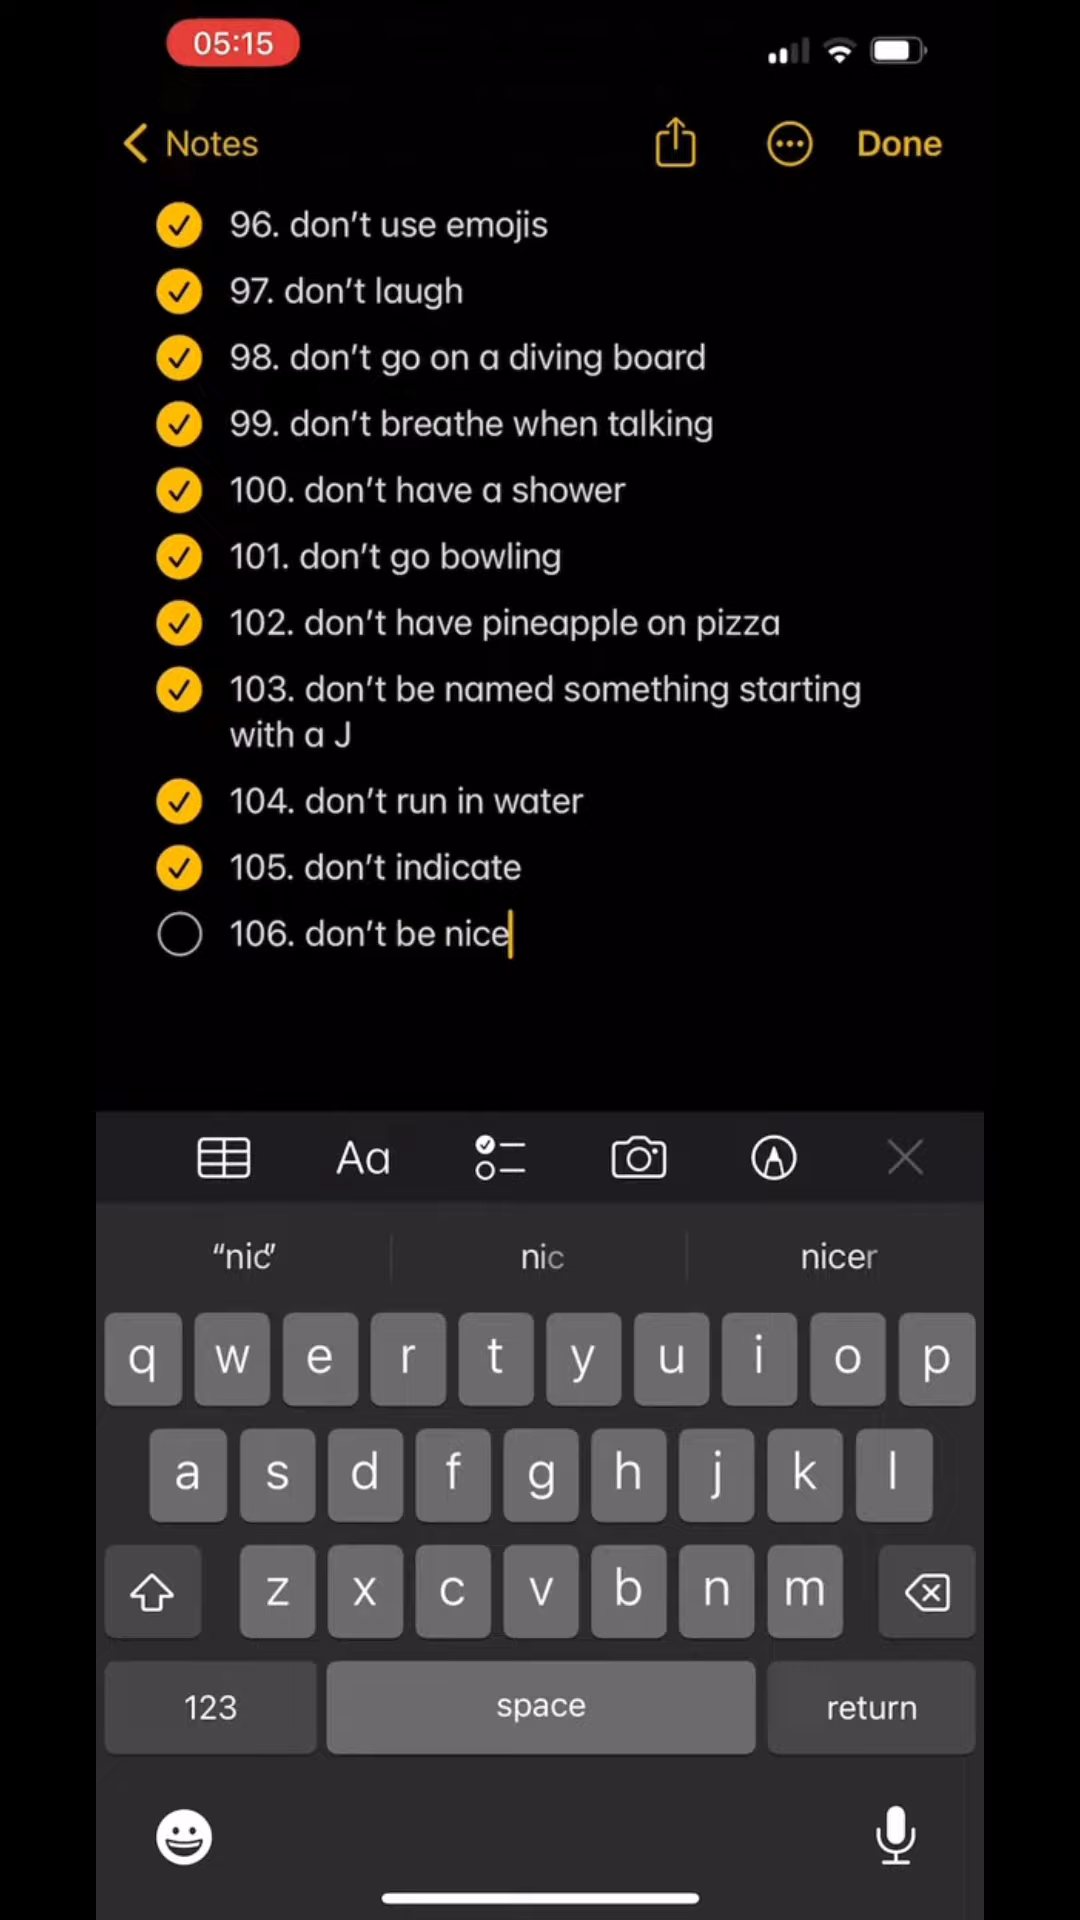 05:15
Notes
Done
96. don't use emojis
97. don't laugh
98. don't go on a diving board
99. don't breathe when talking
100. don't have a shower
101. don't go bowling
102. don't have pineapple on pizza
103. don't be named something starting
with a J
104. don't run in water
105. don't indicate
106. don't be nice
Aa
“nic” nic nicer
q w e r t y u i o p
a s d f g h j k l
z x c v b n m
123 space return